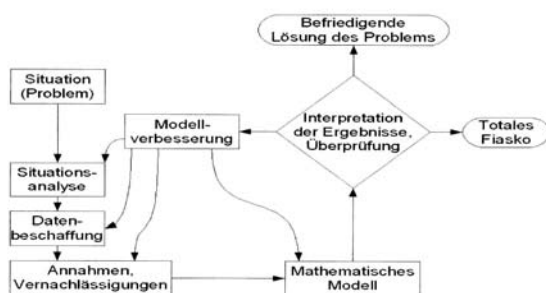 Befriedigende
Lösung des Problems
Situation
(Problem)
Modell-
verbesserung
Interpretation
der Ergebnisse,
Überprüfung
Totales
Fiasko
Situations-
analyse
Daten-
beschaffung
Annahmen,
Vernachlässigungen
Mathematisches
Modell